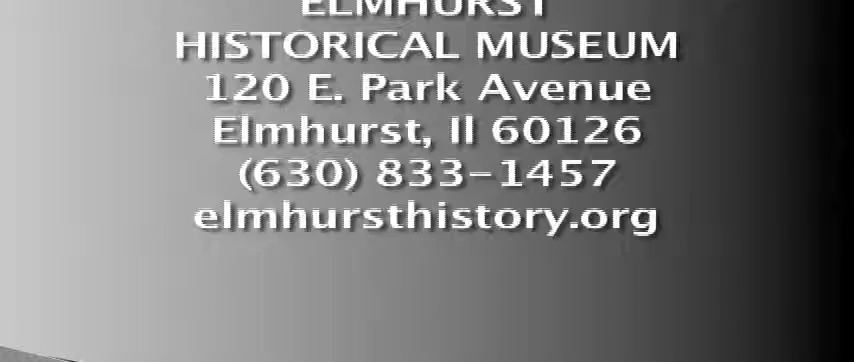 ELMHURST
HISTORICAL MUSEUM
120 E. Park Avenue
Elmhurst, Il 60126
(630) 833-1457
elmhursthistory.org